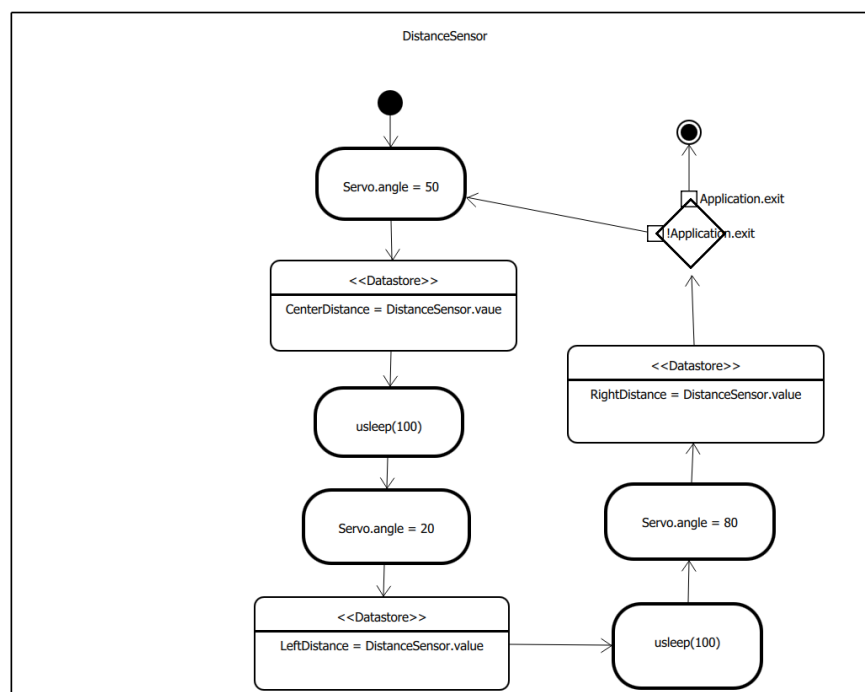 DistanceSensor
Servo.angle = 50
<<Datastore>>
CenterDistance = DistanceSensor.vaue
usleep(100)
Servo.angle = 20
<<Datastore>>
LeftDistance = DistanceSensor.value
usleep(100)
Servo.angle = 80
<<Datastore>>
RightDistance = DistanceSensor.value
!Application.exit
Application.exit